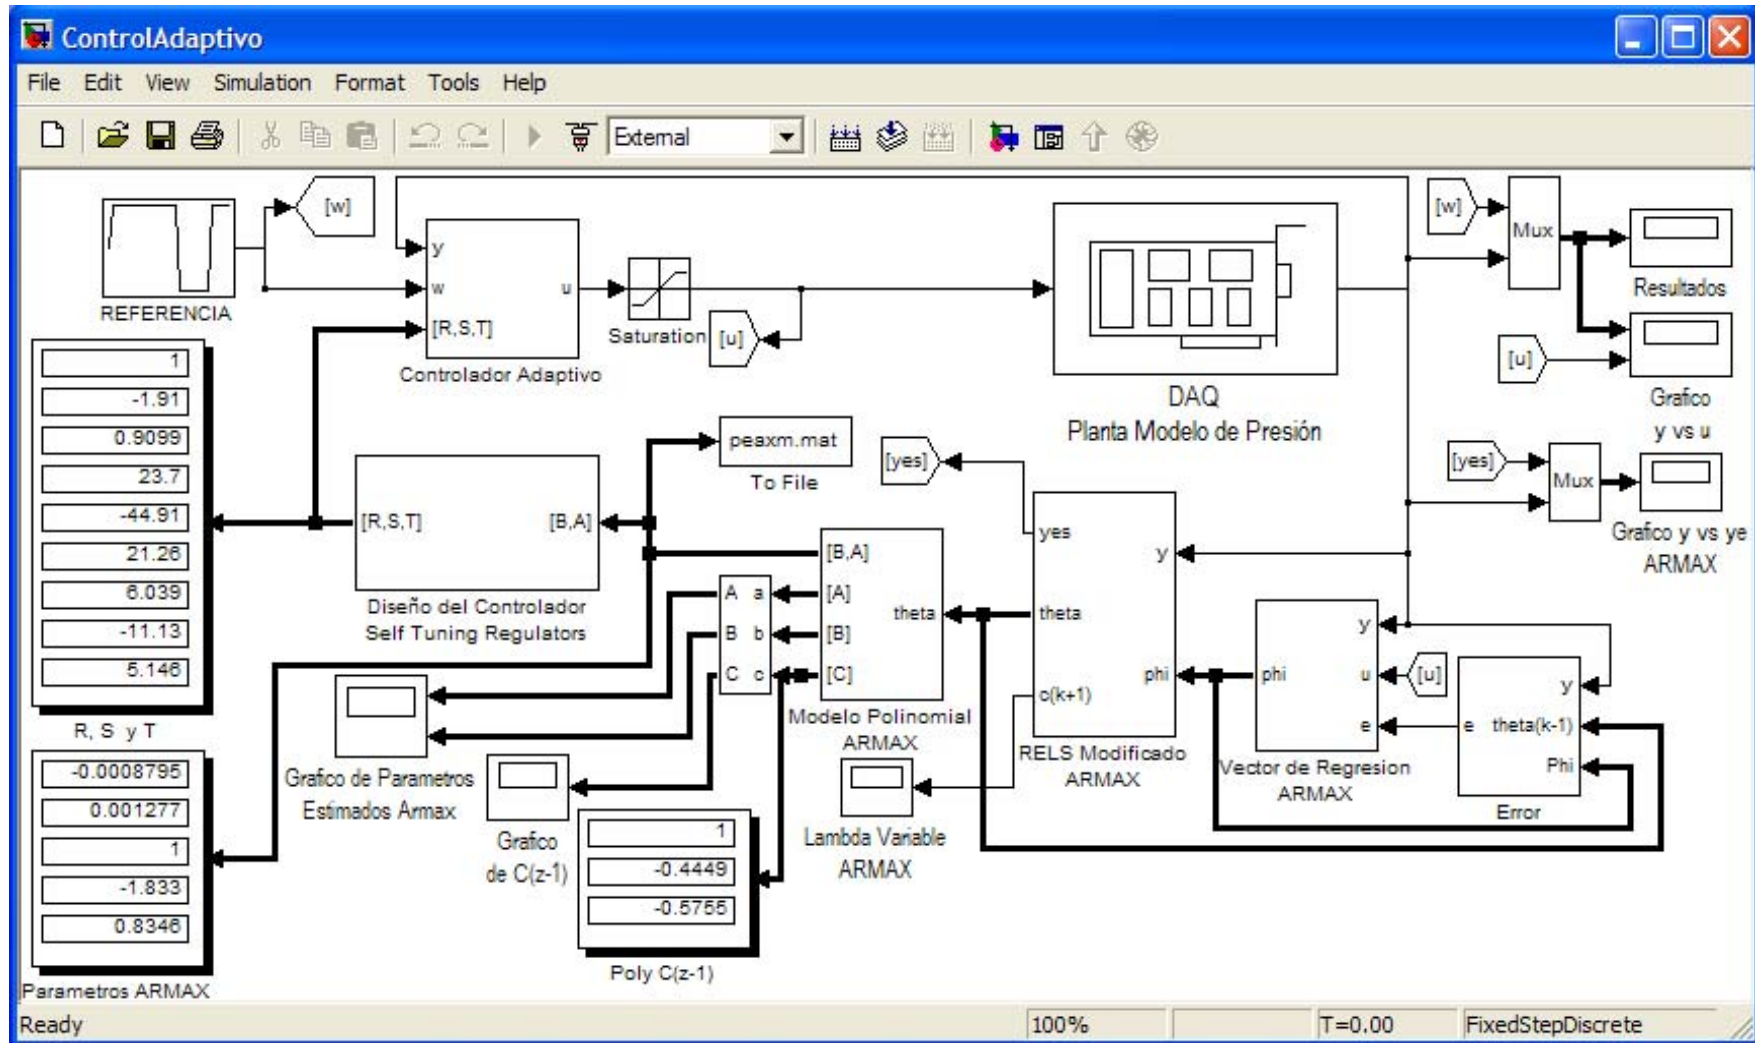 ControlAdaptivo
File Edit View Simulation Format Tools Help
External
[w]
y
w
[R,S,T]
u
REFERENCIA
Controlador Adaptivo
Saturation
[u]
DAQ
Planta Modelo de Presión
[w]
Mux
Resultados
[u]
Grafico
y vs u
[yes]
Mux
Grafico y vs ye
ARMAX
1
-1.91
0.9099
23.7
-44.91
21.26
6.039
-11.13
5.146
R, S y T
[R,S,T]
[B,A]
Diseño del Controlador
Self Tuning Regulators
peaxm.mat
To File
[yes]
yes
y
theta
phi
c(k+1)
RELS Modificado
ARMAX
[B,A]
[A]
[B]
[C]
theta
Modelo Polinomial
ARMAX
A a
B b
C c
y
phi
u
e
[u]
Vector de Regresion
ARMAX
y
e theta(k-1)
Phi
Error
Grafico de Parametros
Estimados Armax
Grafico
de C(z-1)
Lambda Variable
ARMAX
-0.0008795
0.001277
1
-1.833
0.8346
Parametros ARMAX
1
-0.4449
-0.5755
Poly C(z-1)
Ready
100%
T=0.00
FixedStepDiscrete